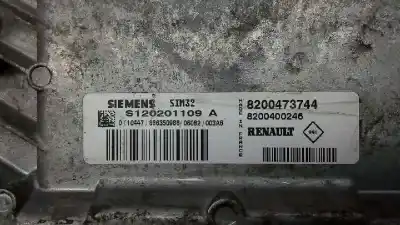 SIEMENS SIM32
S120201109 A
8200473744
8200400246
RENAULT